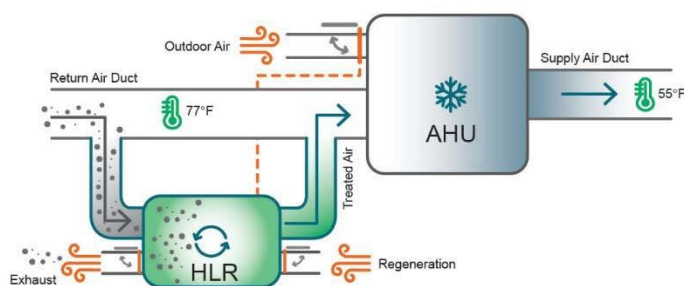 Outdoor Air
Supply Air Duct
Return Air Duct
77°F
55°F
AHU
Treated Air
HLR
Exhaust
Regeneration